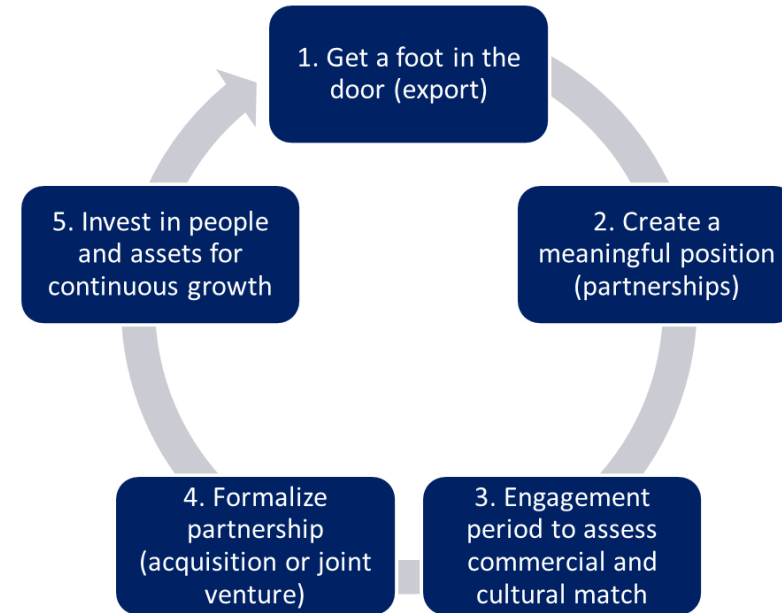 1. Get a foot in the
door (export)
2. Create a
meaningful position
(partnerships)
3. Engagement
period to assess
commercial and
cultural match
4. Formalize
partnership
(acquisition or joint
venture)
5. Invest in people
and assets for
continuous growth